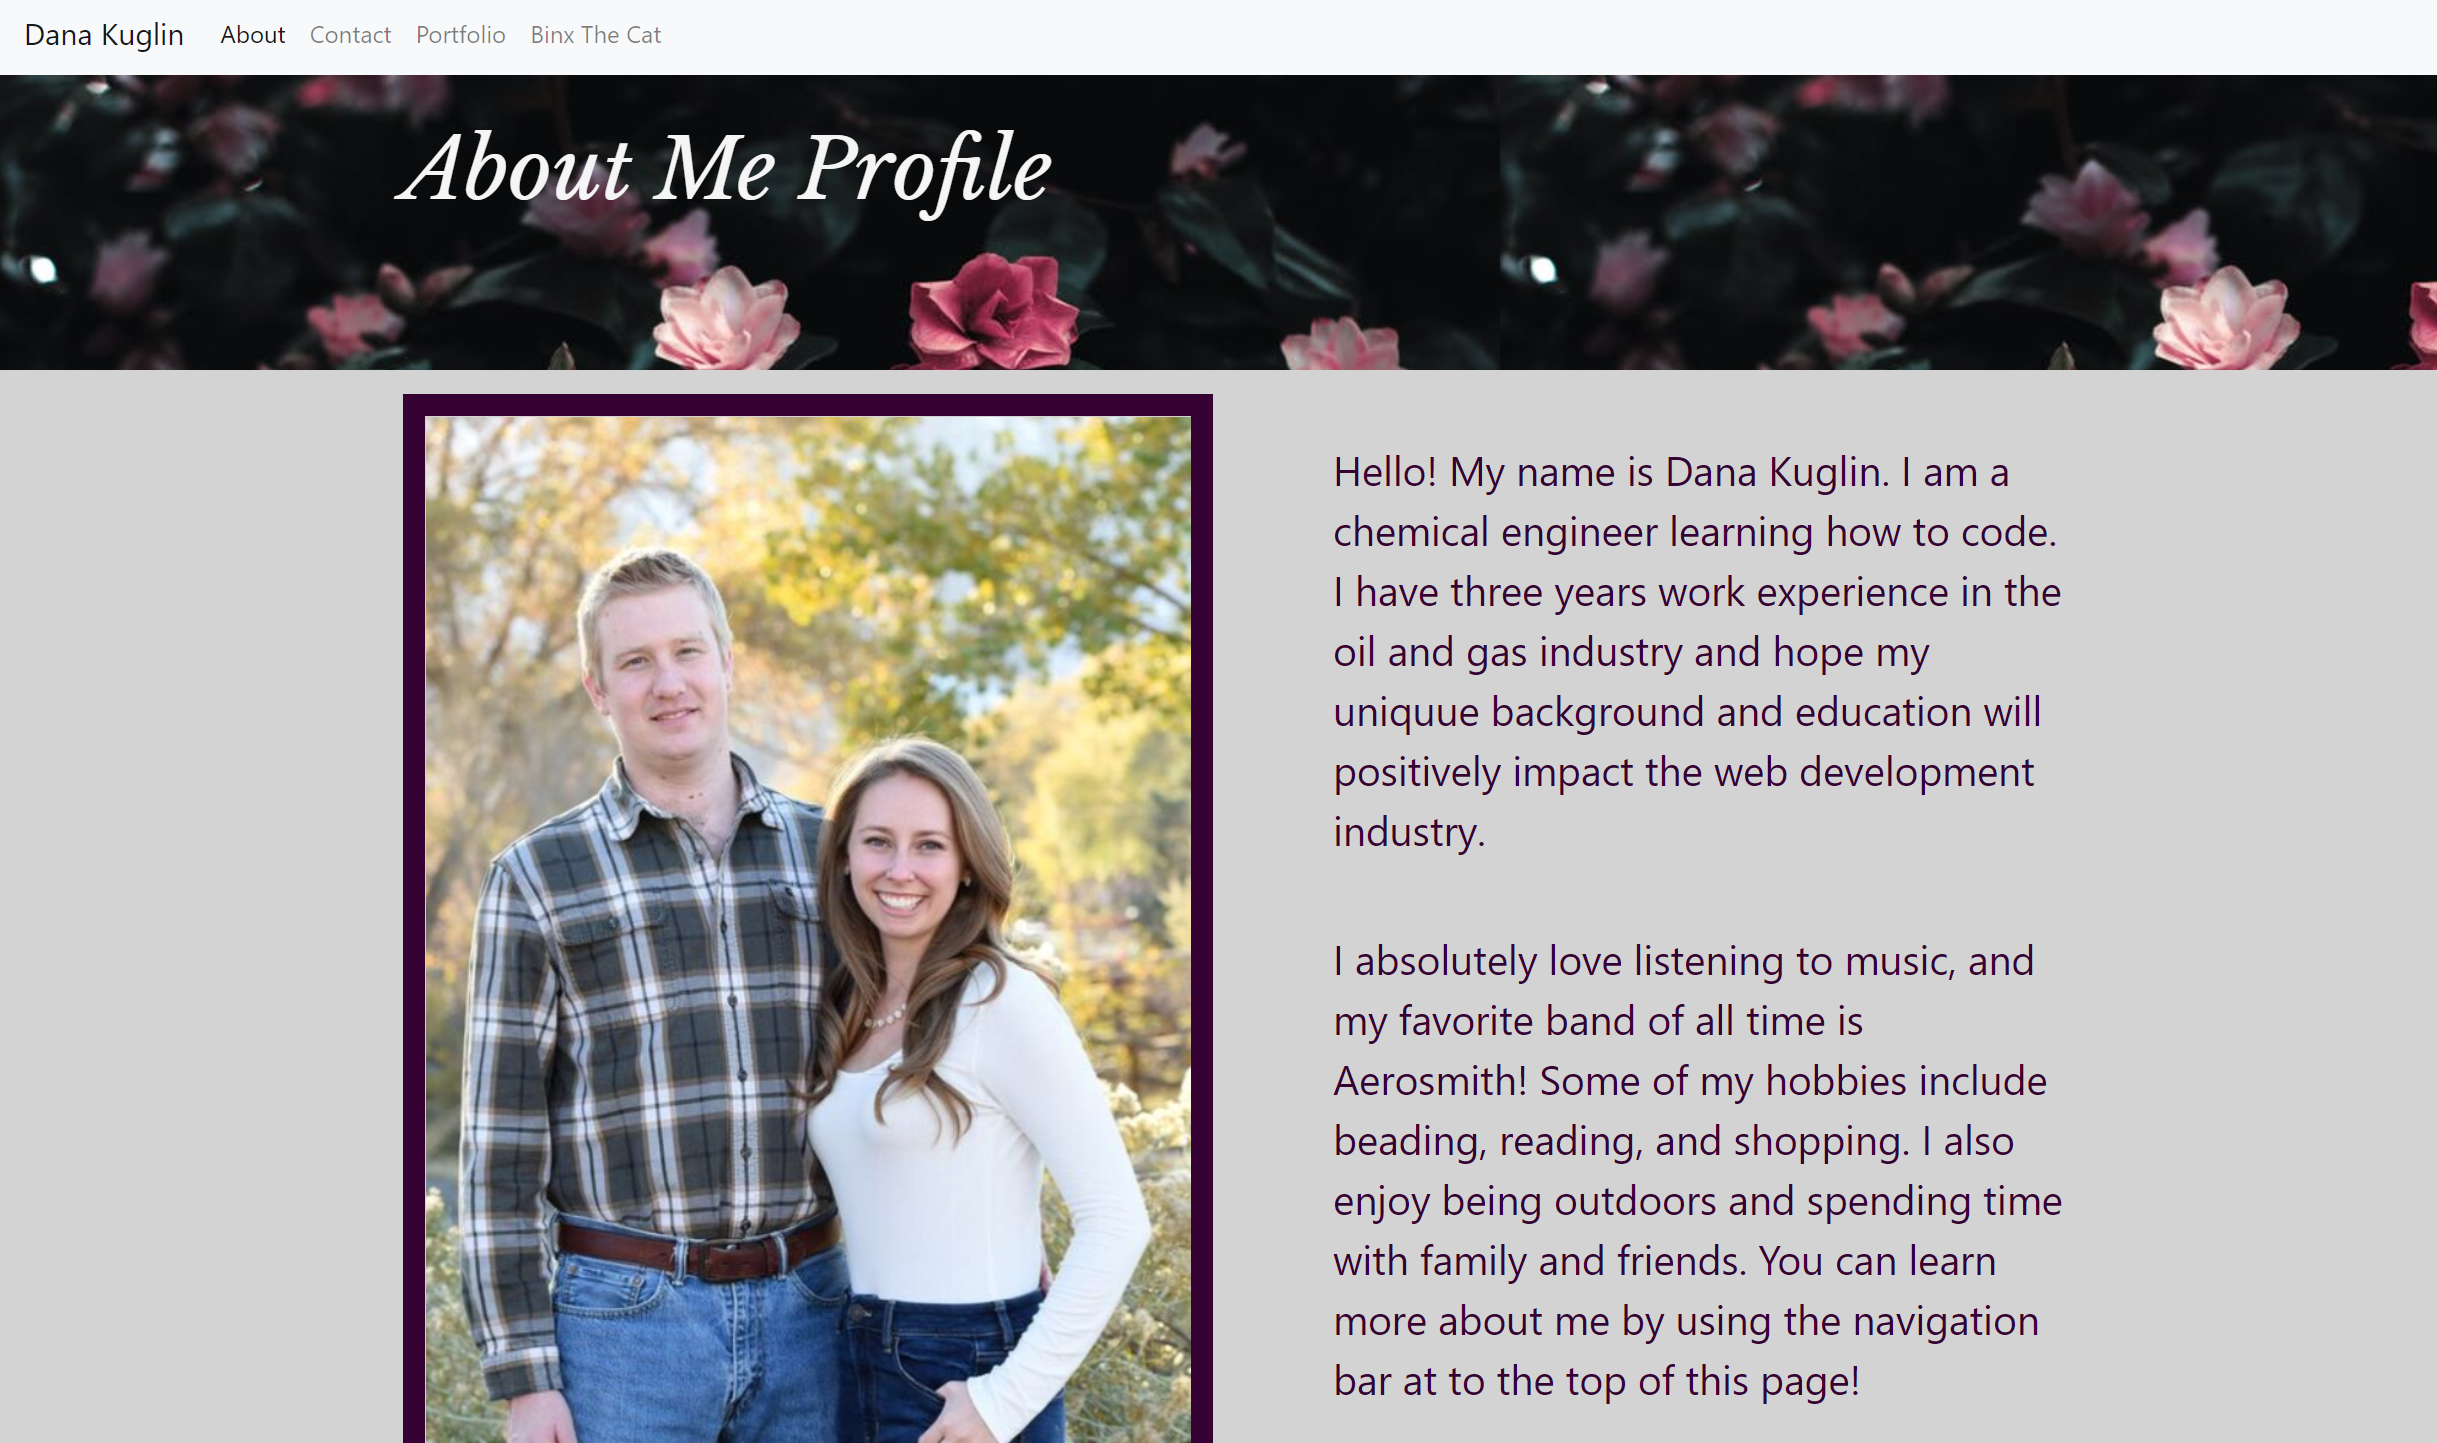 Dana Kuglin About Contact Portfolio Binx The Cat
About Me Profile
Hello! My name is Dana Kuglin. I am a
chemical engineer learning how to code.
I have three years work experience in the
oil and gas industry and hope my
uniquue background and education will
positively impact the web development
industry.
I absolutely love listening to music, and
my favorite band of all time is
Aerosmith! Some of my hobbies include
beading, reading, and shopping. I also
enjoy being outdoors and spending time
with family and friends. You can learn
more about me by using the navigation
bar at to the top of this page!